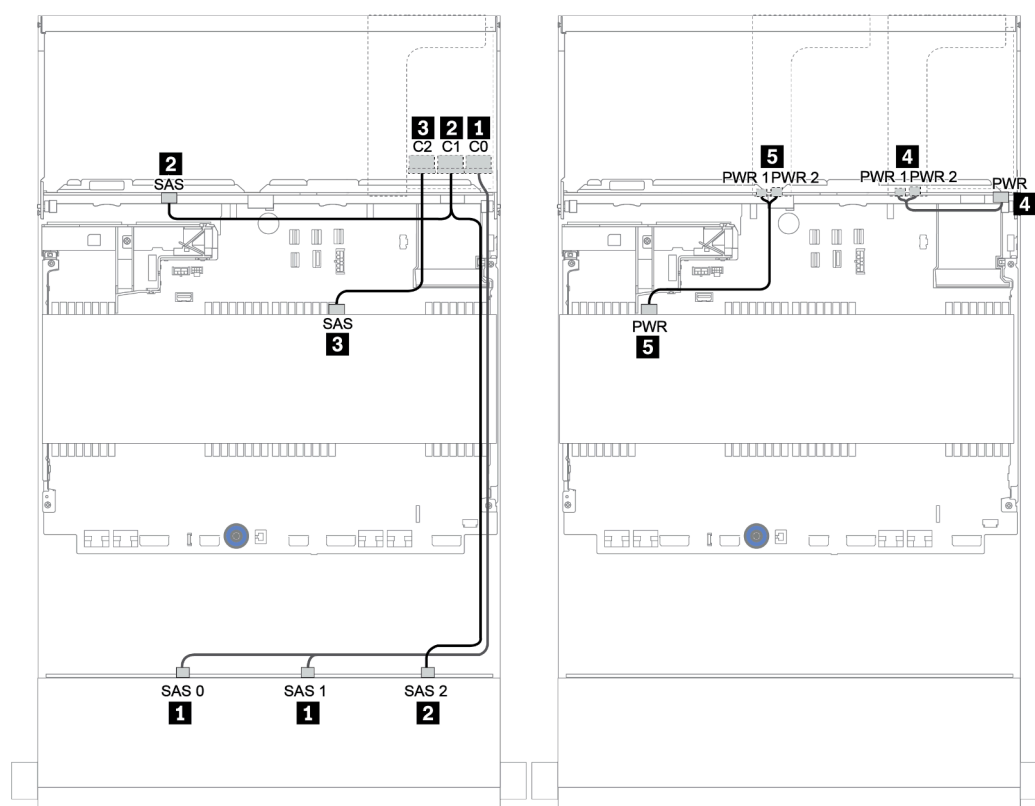 3 2 1
C2 C1 C0
2
SAS
SAS
3
SAS 0 SAS 1 SAS 2
1 1 2
5 4
PWR 1 PWR 2 PWR 1 PWR 2 PWR
4
PWR
5